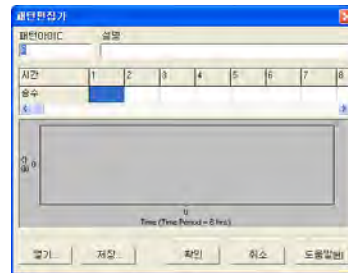 패턴편집기
패턴아이디 설명
시간 1 2 3 4 5 6 7 8
승수
0
0
Time (Time Period = 6 hrs)
열기... 저장... 확인 취소 도움말(H)